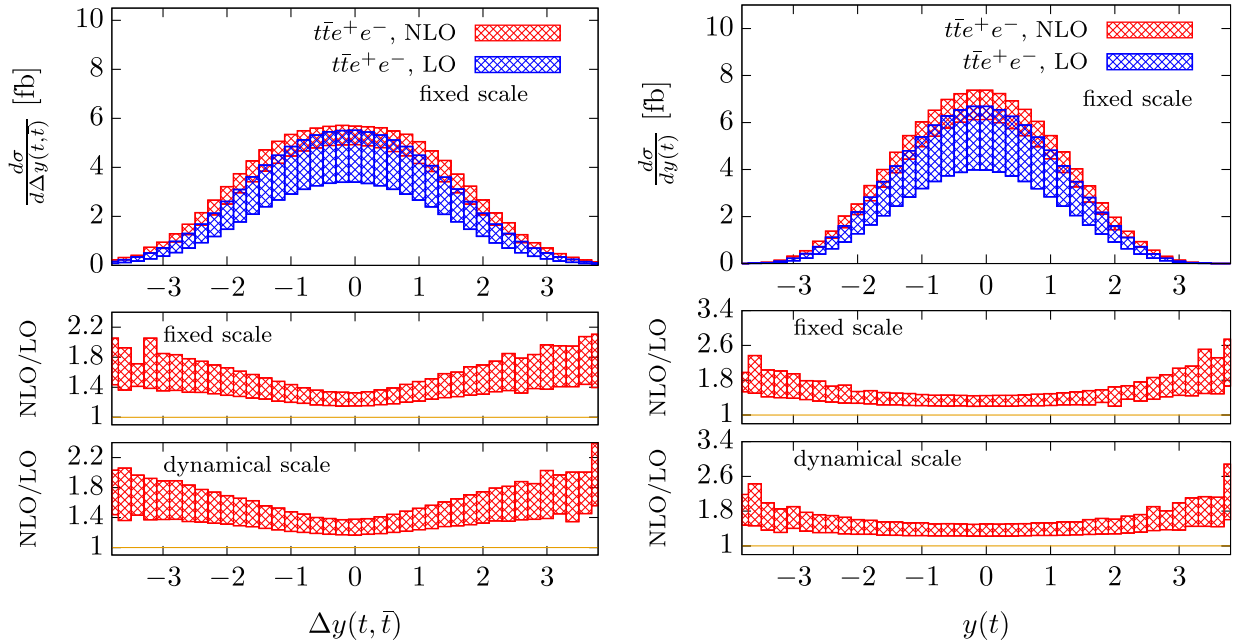 tt̄e⁺e⁻, NLO
tt̄e⁺e⁻, LO
fixed scale
dσ/dΔy(t,t̄) [fb]
10
8
6
4
2
0
−3 −2 −1 0 1 2 3
fixed scale
NLO/LO
2.2
1.8
1.4
1
dynamical scale
NLO/LO
2.2
1.8
1.4
1
−3 −2 −1 0 1 2 3
Δy(t, t̄)
tt̄e⁺e⁻, NLO
tt̄e⁺e⁻, LO
fixed scale
dσ/dy(t) [fb]
10
8
6
4
2
0
−3 −2 −1 0 1 2 3
fixed scale
NLO/LO
3.4
2.6
1.8
1
dynamical scale
NLO/LO
3.4
2.6
1.8
1
−3 −2 −1 0 1 2 3
y(t)